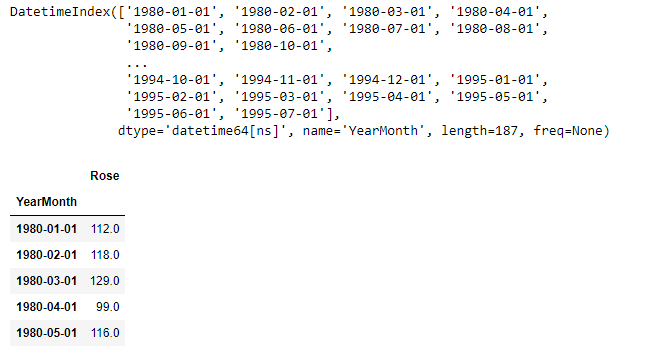 DatetimeIndex(['1980-01-01', '1980-02-01', '1980-03-01', '1980-04-01',
'1980-05-01', '1980-06-01', '1980-07-01', '1980-08-01',
'1980-09-01', '1980-10-01',
...
'1994-10-01', '1994-11-01', '1994-12-01', '1995-01-01',
'1995-02-01', '1995-03-01', '1995-04-01', '1995-05-01',
'1995-06-01', '1995-07-01'],
dtype='datetime64[ns]', name='YearMonth', length=187, freq=None)
Rose
YearMonth
1980-01-01 112.0
1980-02-01 118.0
1980-03-01 129.0
1980-04-01 99.0
1980-05-01 116.0